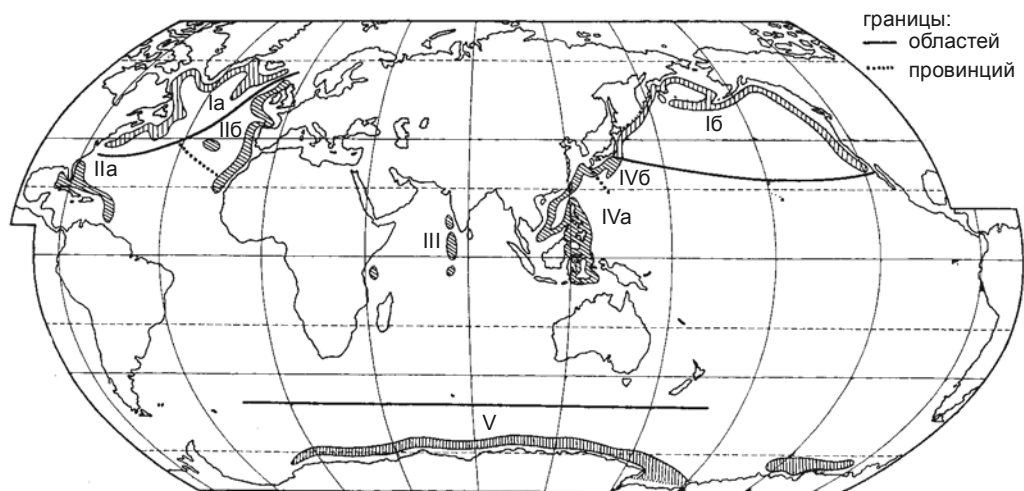 границы:
областей
провинций
Iа
IIб
IIа
Iб
IVб
IVа
III
V